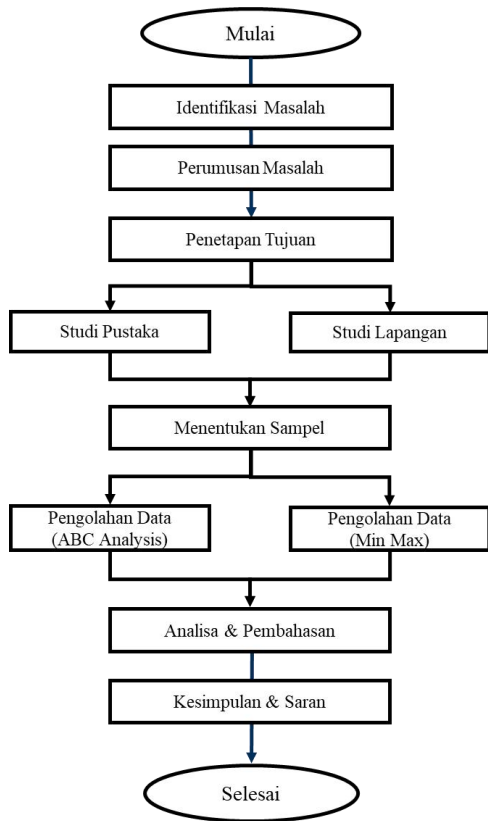 Mulai
Identifikasi Masalah
Perumusan Masalah
Penetapan Tujuan
Studi Pustaka
Studi Lapangan
Menentukan Sampel
Pengolahan Data
(ABC Analysis)
Pengolahan Data
(Min Max)
Analisa & Pembahasan
Kesimpulan & Saran
Selesai